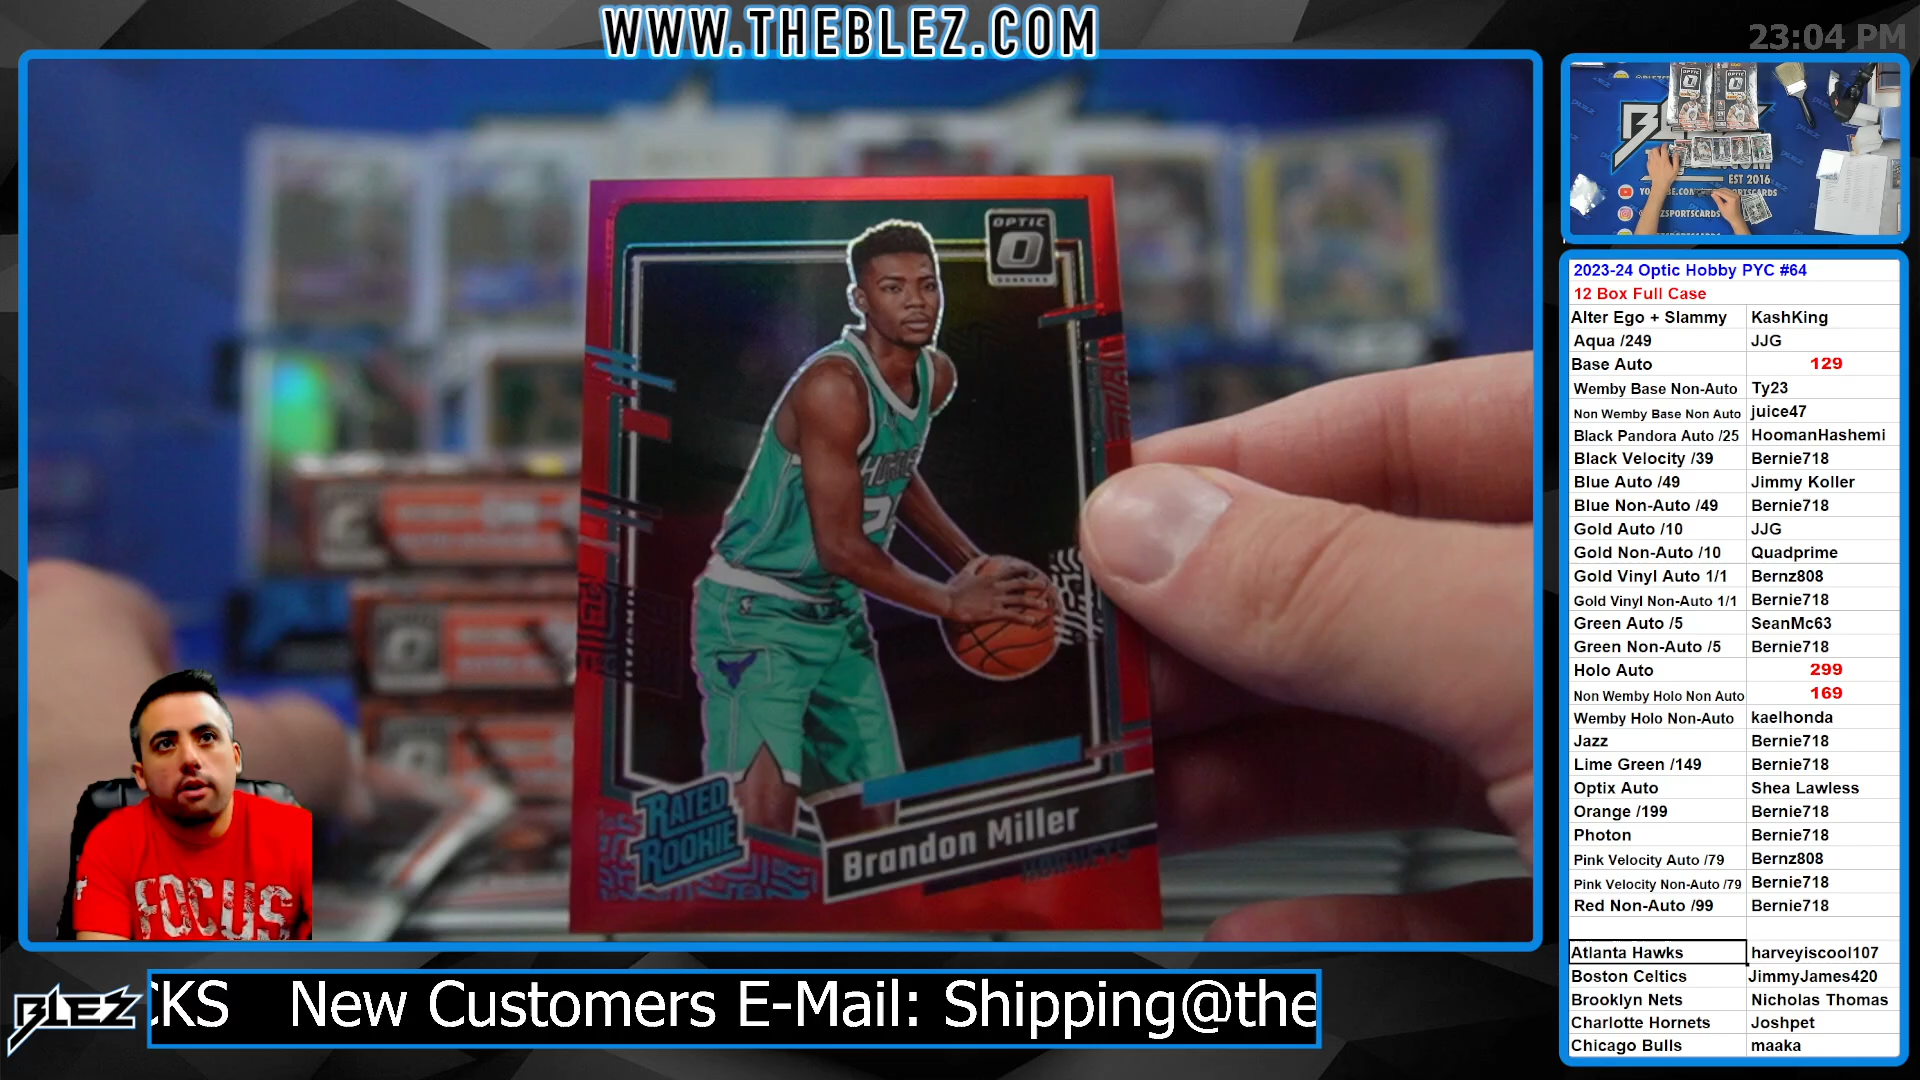 WWW.THEBLEZ.COM
23:04 PM
OPTIC
DONRUSS
RATED
ROOKIE
Brandon Miller
HORNETS
FOCUS
BLEZ
CKS New Customers E-Mail: Shipping@the
OPTIC
OPTIC
EST 2016
2023-24 Optic Hobby PYC #64
12 Box Full Case
Alter Ego + Slammy KashKing
Aqua /249 JJG
Base Auto 129
Wemby Base Non-Auto Ty23
Non Wemby Base Non Auto juice47
Black Pandora Auto /25 HoomanHashemi
Black Velocity /39 Bernie718
Blue Auto /49 Jimmy Koller
Blue Non-Auto /49 Bernie718
Gold Auto /10 JJG
Gold Non-Auto /10 Quadprime
Gold Vinyl Auto 1/1 Bernz808
Gold Vinyl Non-Auto 1/1 Bernie718
Green Auto /5 SeanMc63
Green Non-Auto /5 Bernie718
Holo Auto 299
Non Wemby Holo Non Auto 169
Wemby Holo Non-Auto kaelhonda
Jazz Bernie718
Lime Green /149 Bernie718
Optix Auto Shea Lawless
Orange /199 Bernie718
Photon Bernie718
Pink Velocity Auto /79 Bernz808
Pink Velocity Non-Auto /79 Bernie718
Red Non-Auto /99 Bernie718
Atlanta Hawks harveyiscool107
Boston Celtics JimmyJames420
Brooklyn Nets Nicholas Thomas
Charlotte Hornets Joshpet
Chicago Bulls maaka